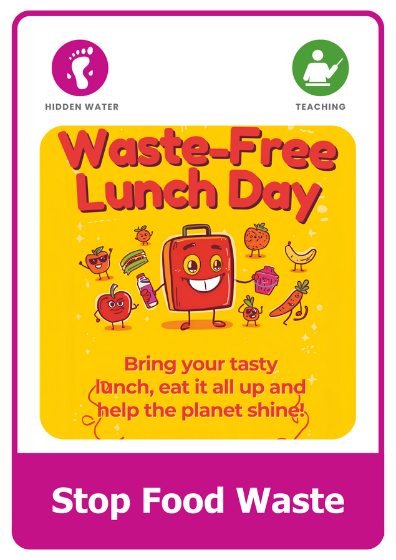 HIDDEN WATER
TEACHING
Waste-Free
Lunch Day
Bring your tasty
lunch, eat it all up and
help the planet shine!
Stop Food Waste